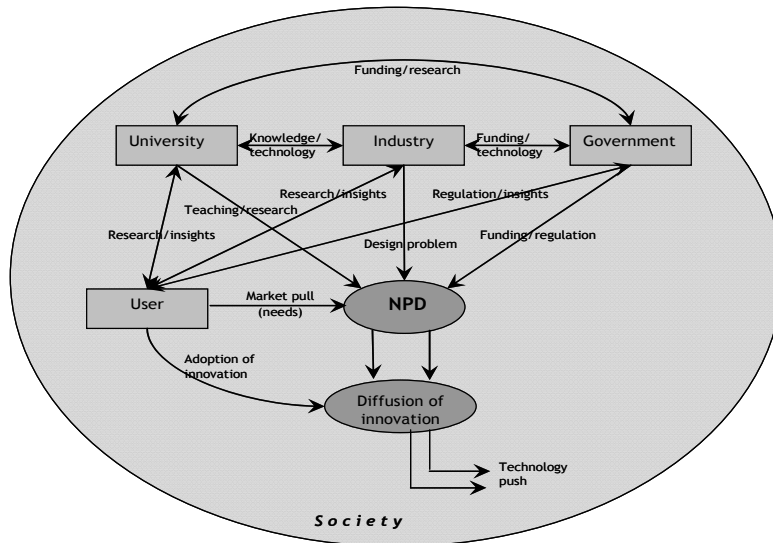 Funding/research
University
Knowledge/
technology
Industry
Funding/
technology
Government
Research/insights
Regulation/insights
Teaching/research
Research/insights
Design problem
Funding/regulation
User
Market pull
(needs)
NPD
Adoption of
innovation
Diffusion of
innovation
Technology
push
Society